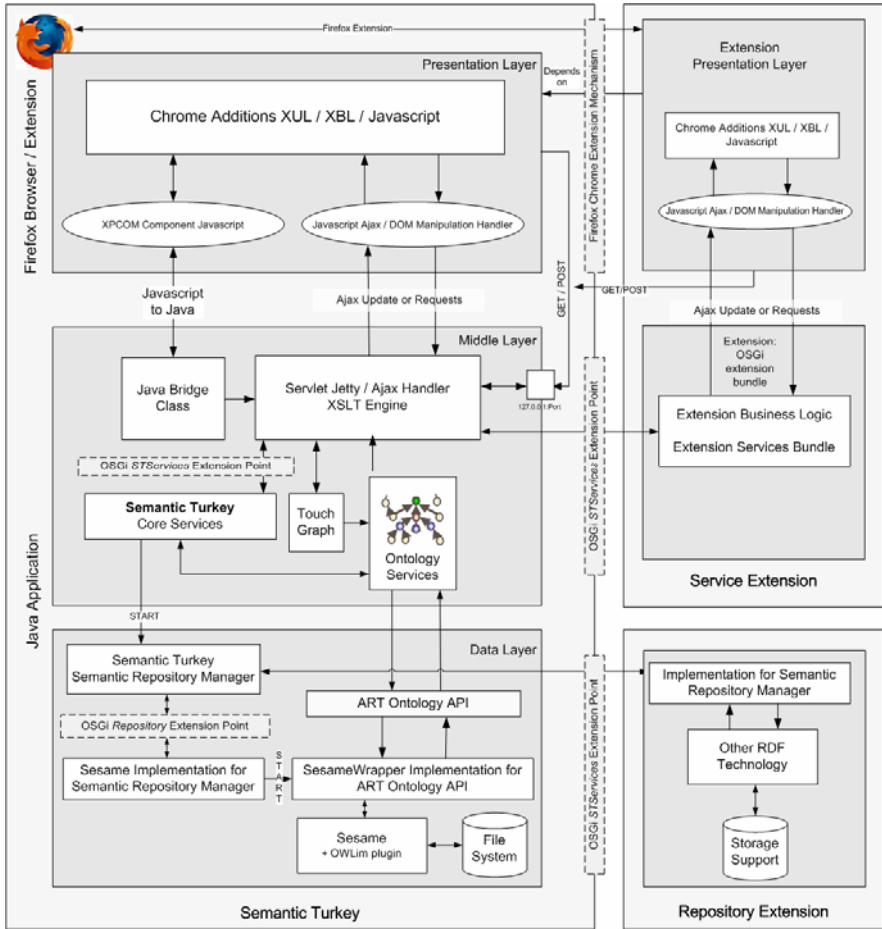 Firefox Extension
Firefox Browser / Extension
Presentation Layer
Chrome Additions XUL / XBL / Javascript
XPCOM Component Javascript
Javascript Ajax / DOM Manipulation Handler
Depends
on
Firefox Chrome Extension Mechanism
Extension
Presentation Layer
Chrome Additions XUL / XBL /
Javascript
Javascript Ajax / DOM Manipulation Handler
Javascript
to Java
Ajax Update or Requests
GET / POST
GET/POST
Ajax Update or Requests
Java Application
Middle Layer
Java Bridge
Class
Servlet Jetty / Ajax Handler
XSLT Engine
127.0.0.1:Port
OSGi STServices Extension Point
Semantic Turkey
Core Services
Touch
Graph
Ontology
Services
OSGi STServices Extension Point
Extension:
OSGi
extension
bundle
Extension Business Logic
Extension Services Bundle
Service Extension
START
Data Layer
Semantic Turkey
Semantic Repository Manager
OSGi Repository Extension Point
Sesame Implementation for
Semantic Repository Manager
START
ART Ontology API
SesameWrapper Implementation for
ART Ontology API
Sesame
+ OWLim plugin
File
System
OSGi STServices Extension Point
Implementation for Semantic
Repository Manager
Other RDF
Technology
Storage
Support
Semantic Turkey
Repository Extension